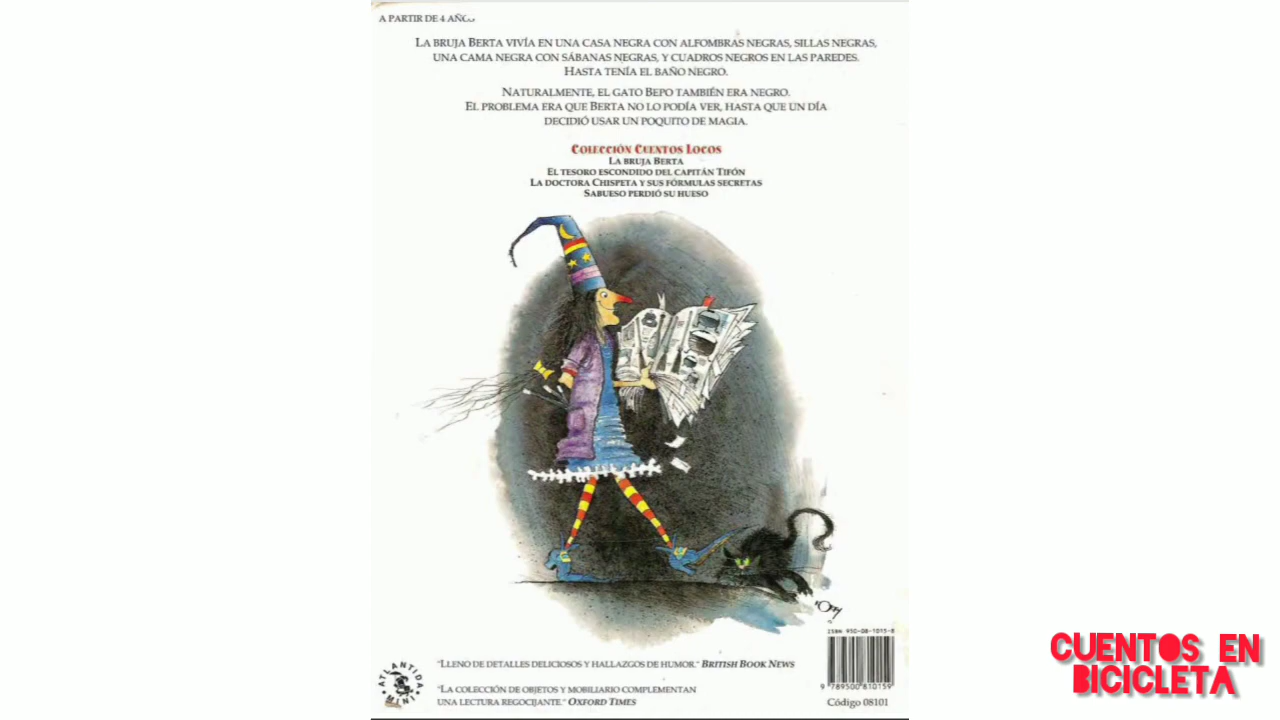 A PARTIR DE 4 AÑOS
LA BRUJA BERTA VIVÍA EN UNA CASA NEGRA CON ALFOMBRAS NEGRAS, SILLAS NEGRAS,
UNA CAMA NEGRA CON SÁBANAS NEGRAS, Y CUADROS NEGROS EN LAS PAREDES.
HASTA TENÍA EL BAÑO NEGRO.
NATURALMENTE, EL GATO BEPO TAMBIÉN ERA NEGRO.
EL PROBLEMA ERA QUE BERTA NO LO PODÍA VER, HASTA QUE UN DÍA
DECIDIÓ USAR UN POQUITO DE MAGIA.
COLECCIÓN CUENTOS LOCOS
LA BRUJA BERTA
EL TESORO ESCONDIDO DEL CAPITÁN TIFÓN
LA DOCTORA CHISPETA Y SUS FÓRMULAS SECRETAS
SABUESO PERDIÓ SU HUESO
ISBN 950-08-1015-8
"LLENO DE DETALLES DELICIOSOS Y HALLAZGOS DE HUMOR." BRITISH BOOK NEWS
"LA COLECCIÓN DE OBJETOS Y MOBILIARIO COMPLEMENTAN
UNA LECTURA REGOCIJANTE." OXFORD TIMES
9 789500 810159
Código 08101
ATLANTIDA
CUENTOS EN
BICICLETA